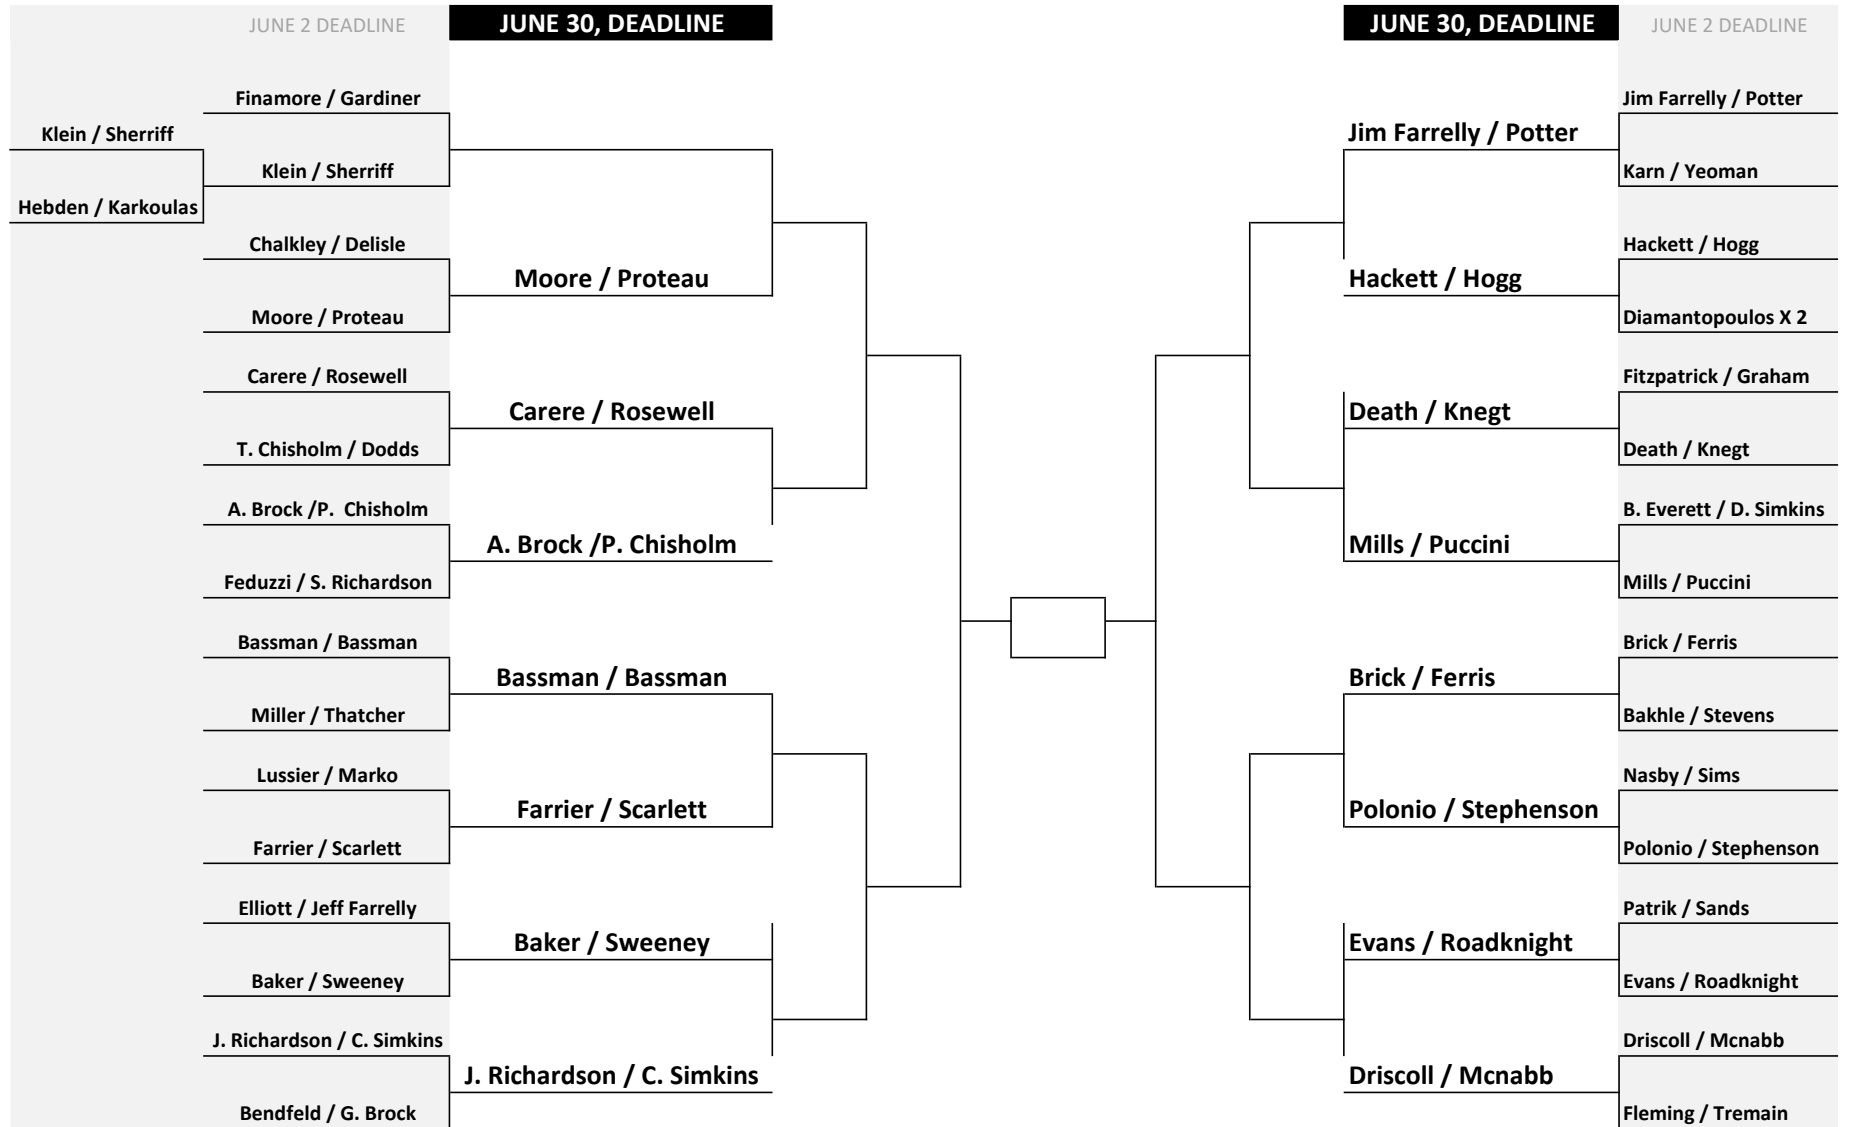 JUNE 2 DEADLINE
JUNE 30, DEADLINE
JUNE 30, DEADLINE
JUNE 2 DEADLINE
Klein / Sherriff
Hebden / Karkoulas
Finamore / Gardiner
Klein / Sherriff
Chalkley / Delisle
Moore / Proteau
Carere / Rosewell
T. Chisholm / Dodds
A. Brock /P.  Chisholm
Feduzzi / S. Richardson
Bassman / Bassman
Miller / Thatcher
Lussier / Marko
Farrier / Scarlett
Elliott / Jeff Farrelly
Baker / Sweeney
J. Richardson / C. Simkins
Bendfeld / G. Brock
Moore / Proteau
Carere / Rosewell
A. Brock /P. Chisholm
Bassman / Bassman
Farrier / Scarlett
Baker / Sweeney
J. Richardson / C. Simkins
Jim Farrelly / Potter
Hackett / Hogg
Death / Knegt
Mills / Puccini
Brick / Ferris
Polonio / Stephenson
Evans / Roadknight
Driscoll / Mcnabb
Jim Farrelly / Potter
Karn / Yeoman
Hackett / Hogg
Diamantopoulos X 2
Fitzpatrick / Graham
Death / Knegt
B. Everett / D. Simkins
Mills / Puccini
Brick / Ferris
Bakhle / Stevens
Nasby / Sims
Polonio / Stephenson
Patrik / Sands
Evans / Roadknight
Driscoll / Mcnabb
Fleming / Tremain